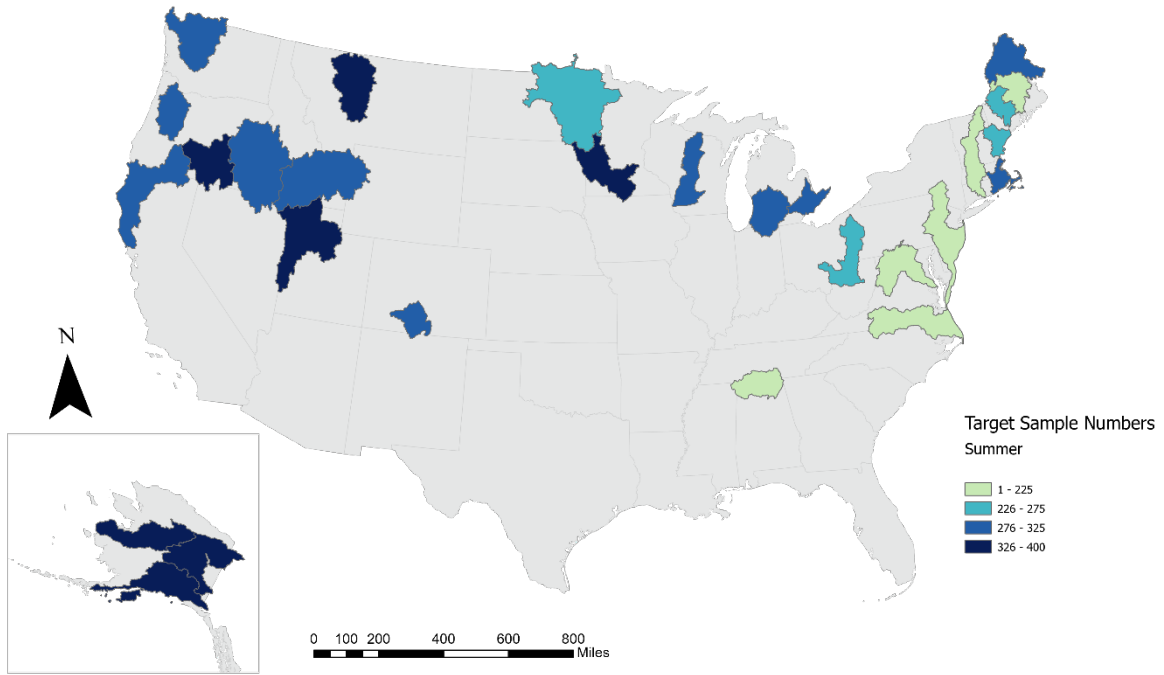 N
Target Sample Numbers
Summer
1 - 225
226 - 275
276 - 325
326 - 400
0 100 200 400 600 800
Miles